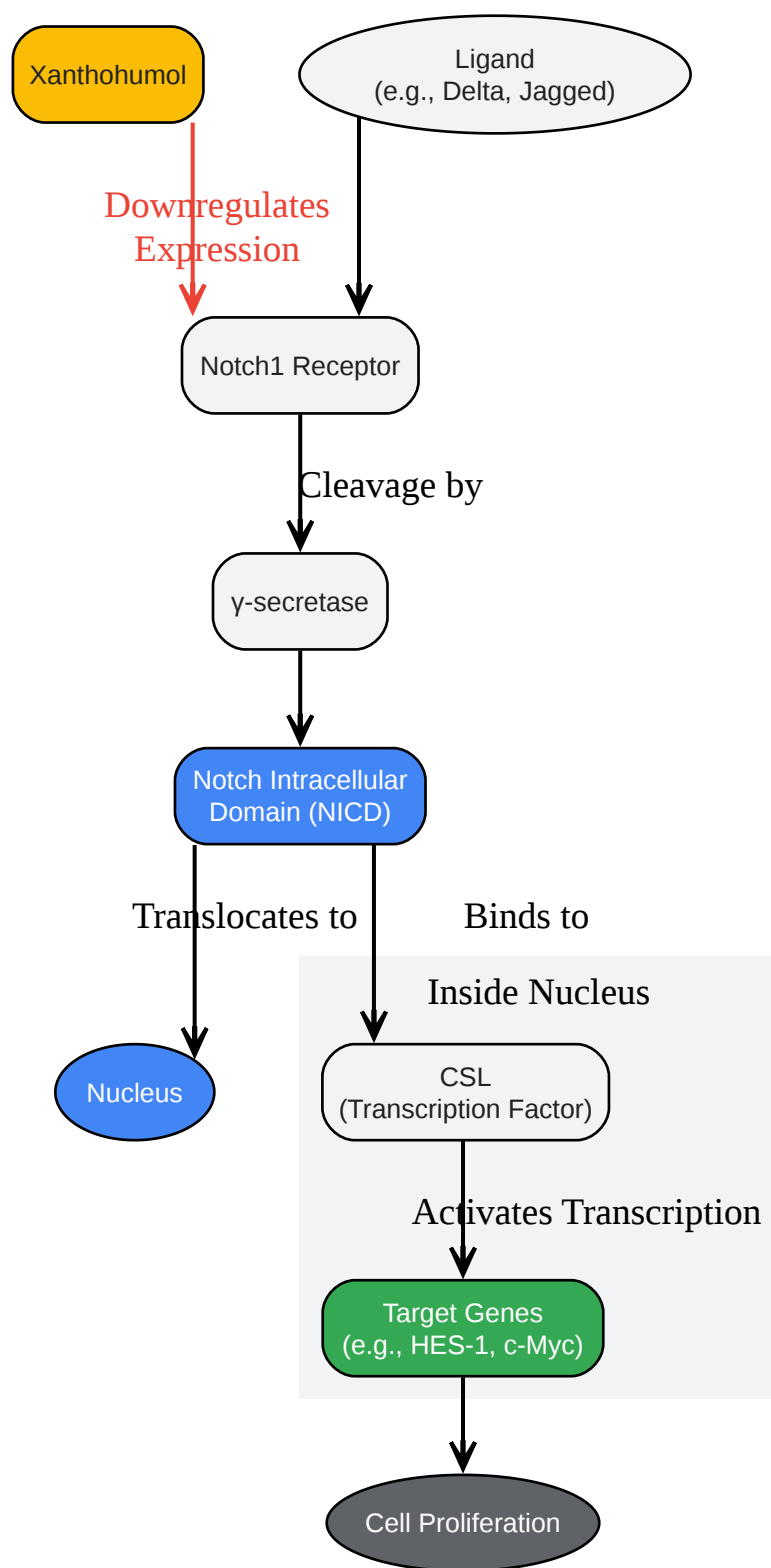 Xanthohumol
Ligand
(e.g., Delta, Jagged)
Downregulates
Expression
Notch1 Receptor
Cleavage by
γ-secretase
Notch Intracellular
Domain (NICD)
Translocates to
Binds to
Inside Nucleus
Nucleus
CSL
(Transcription Factor)
Activates Transcription
Target Genes
(e.g., HES-1, c-Myc)
Cell Proliferation